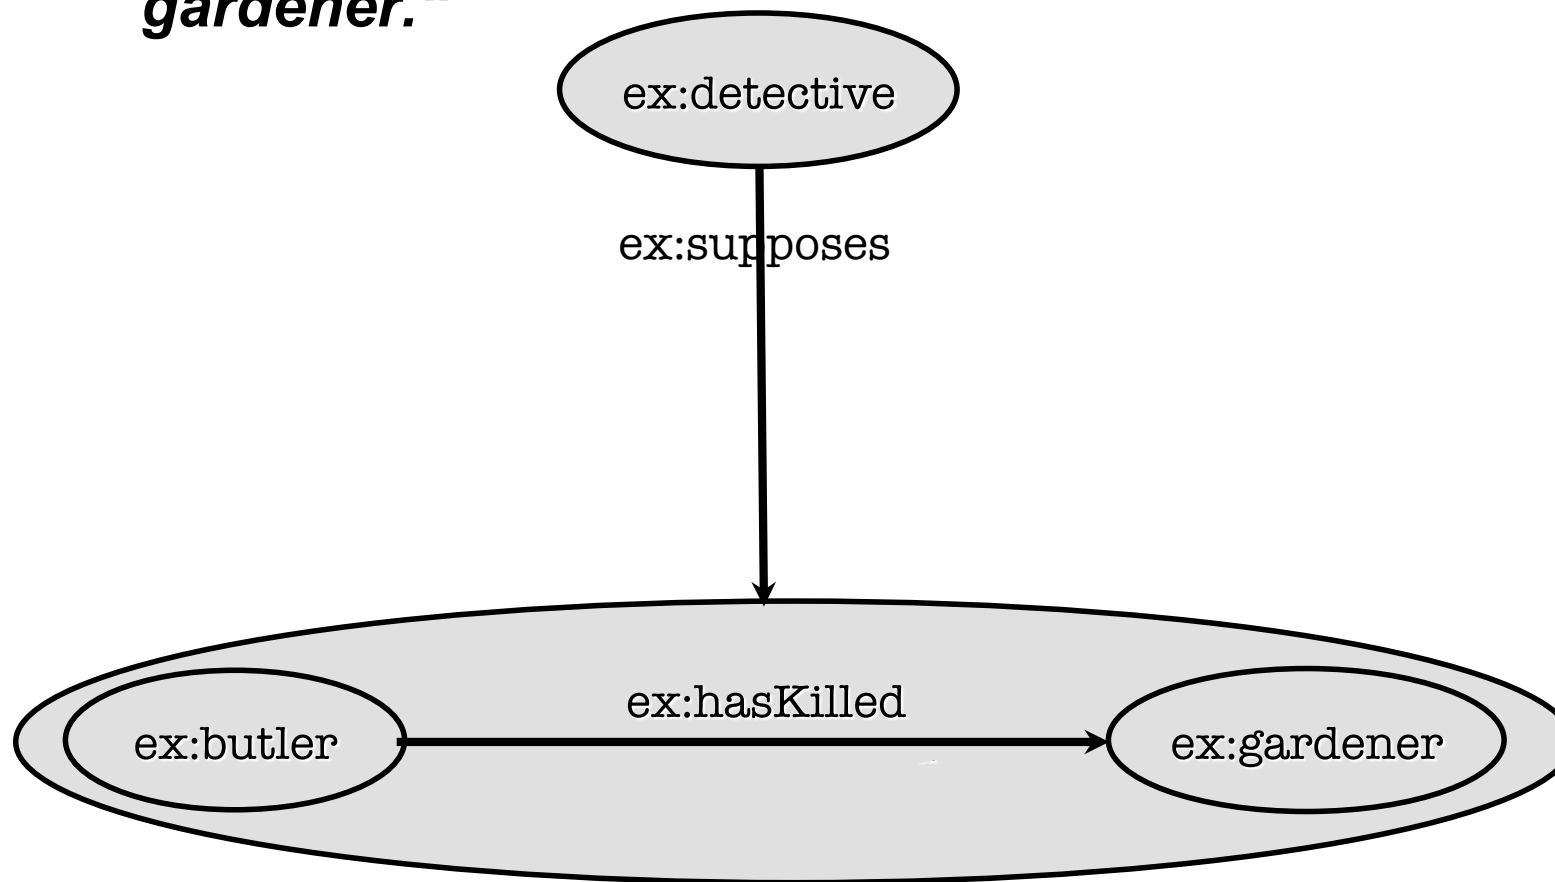 gardener."
ex:detective
ex:supposes
ex:hasKilled
ex:butler
ex:gardener